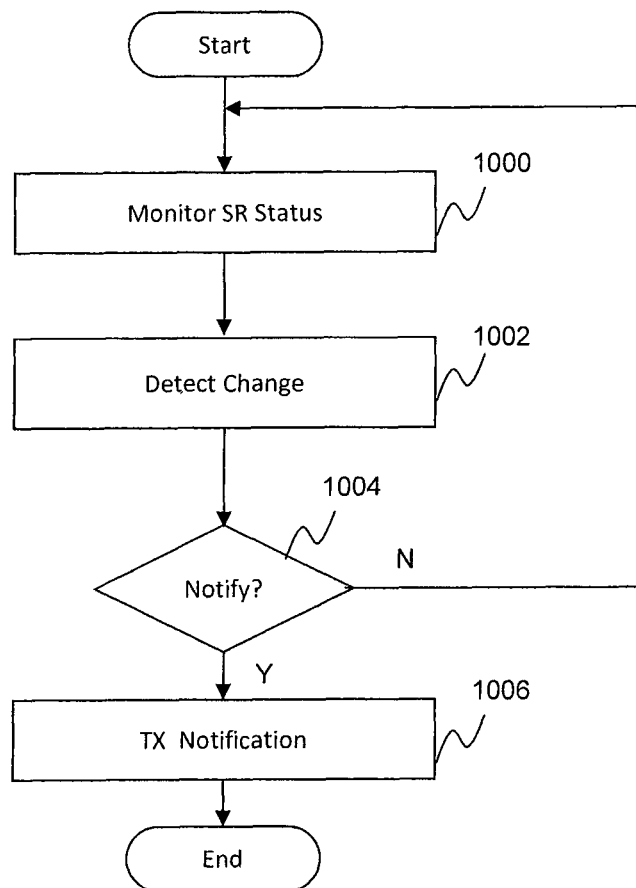 Start
1000
Monitor SR Status
1002
Detect Change
1004
Notify?
N
Y
1006
TX Notification
End